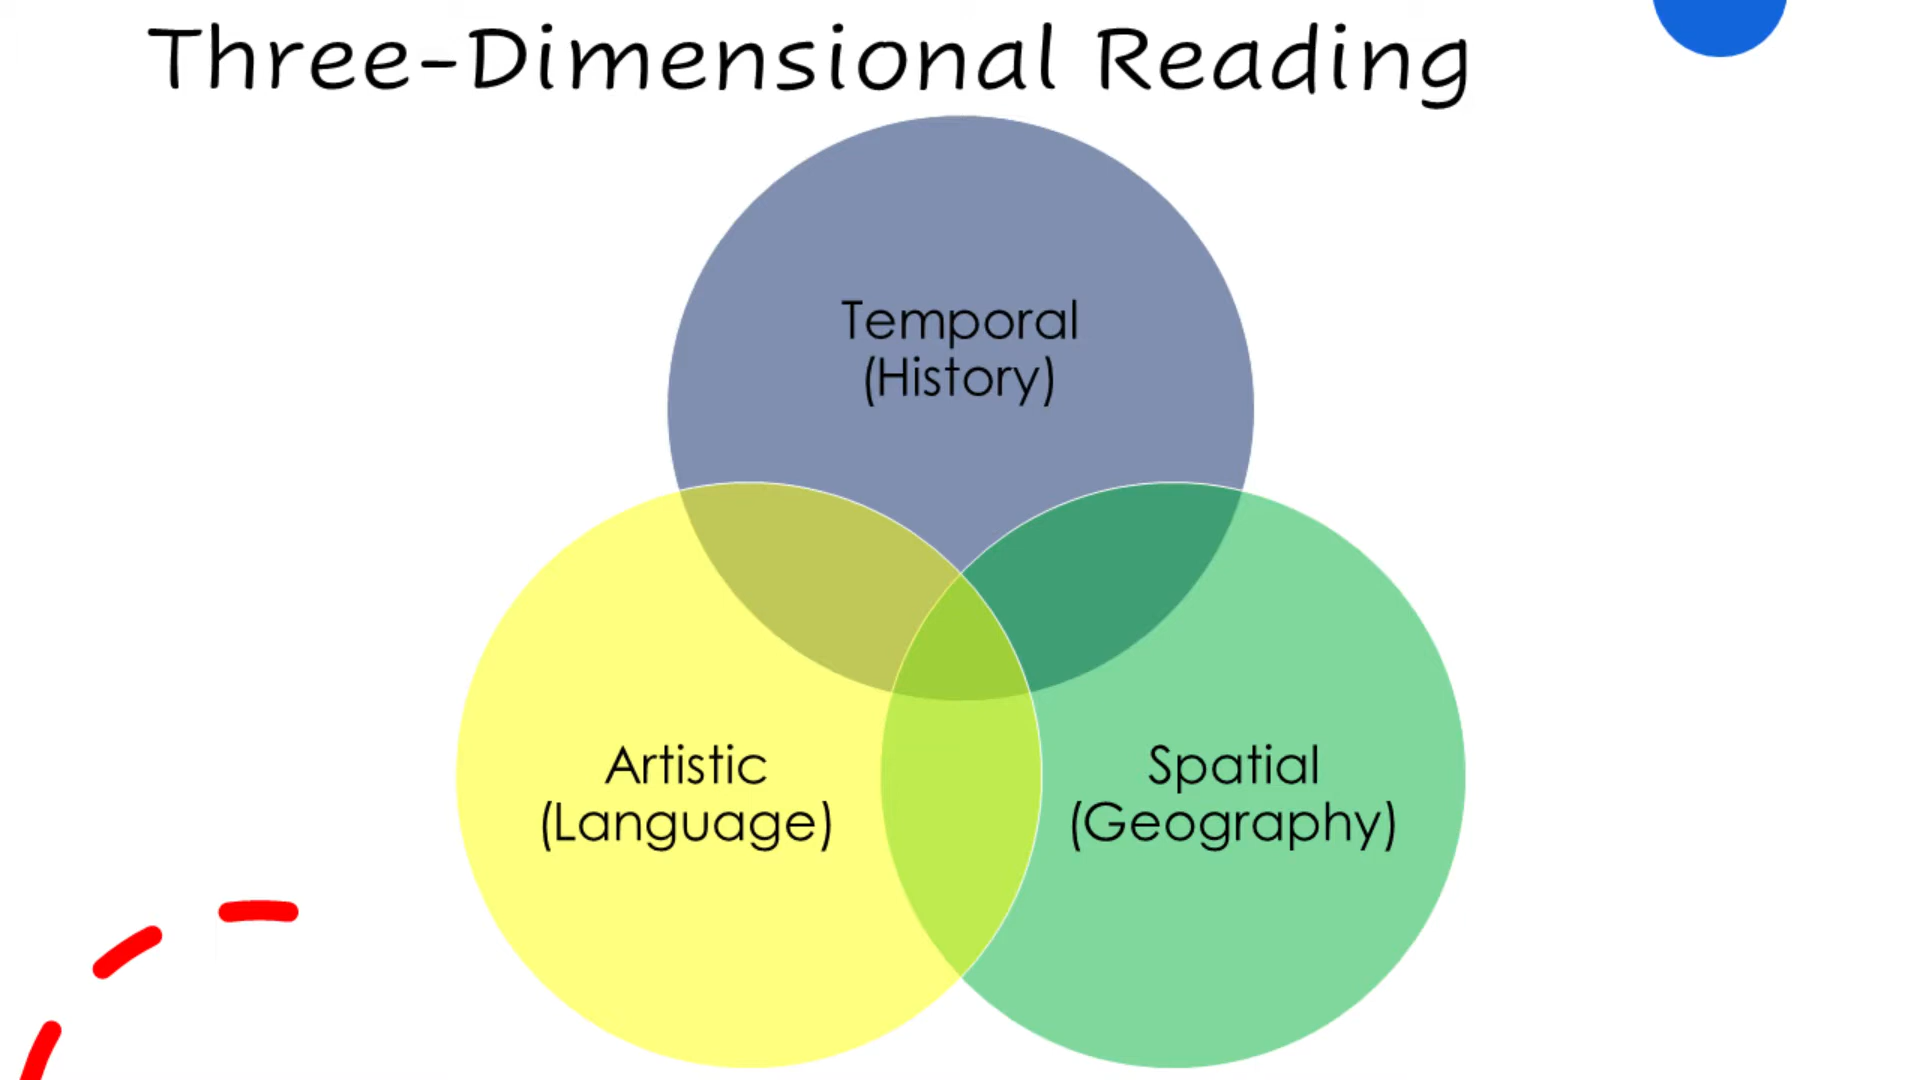 Three-Dimensional Reading
Temporal
(History)
Artistic
(Language)
Spatial
(Geography)